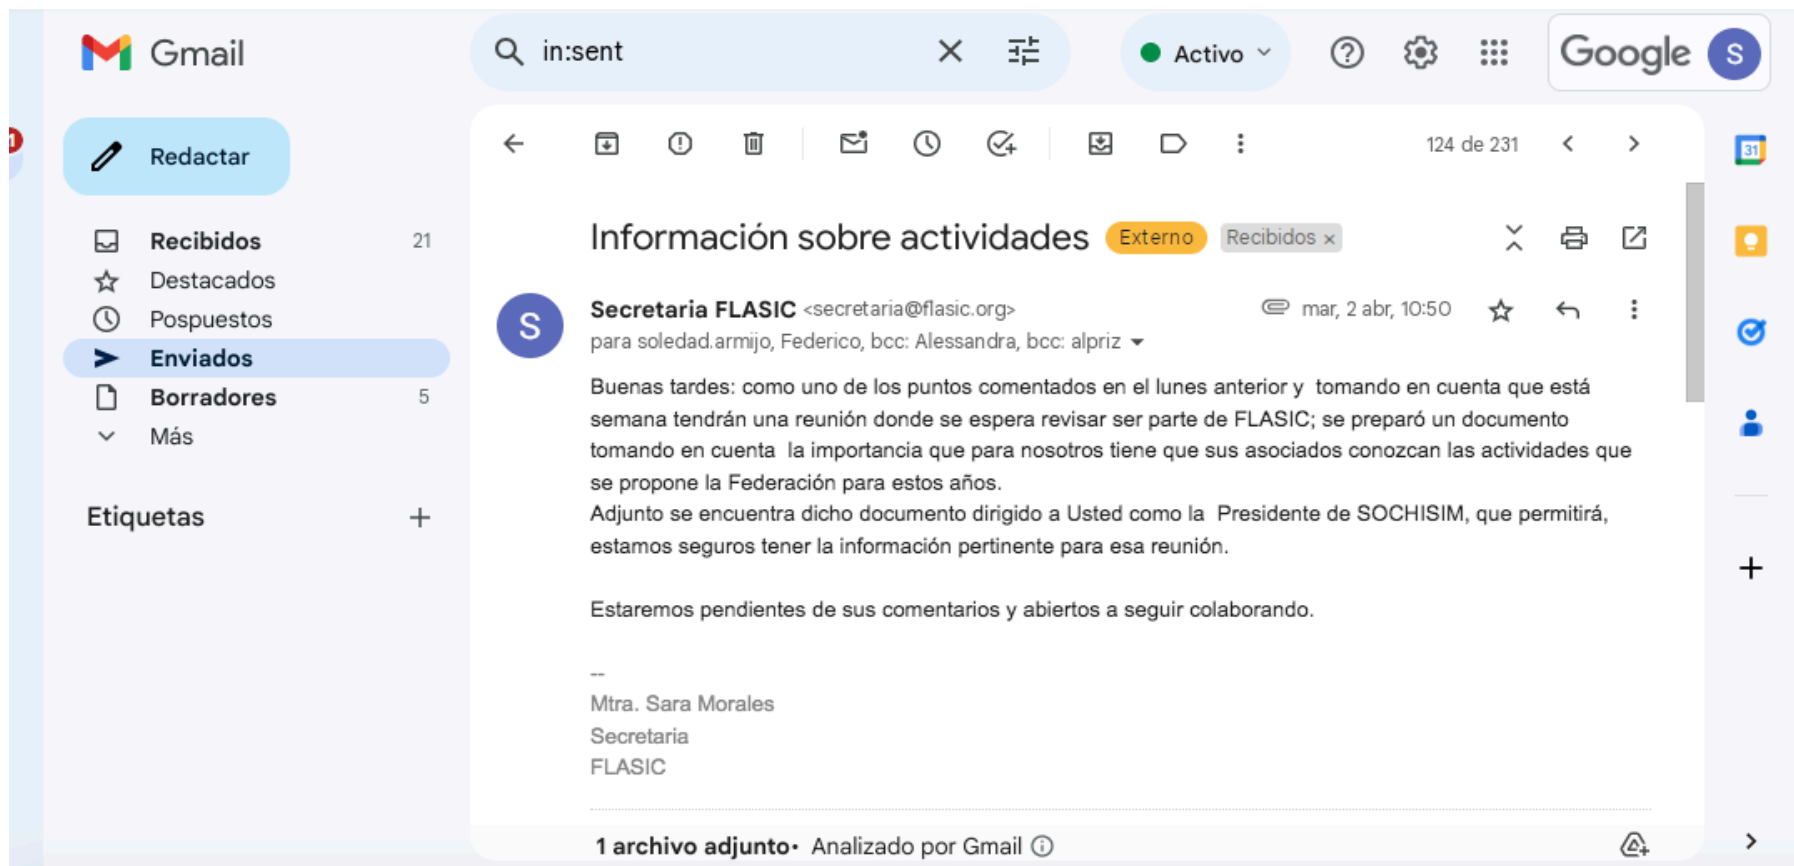 Gmail
in:sent
Activo
Google
S
1
Redactar
124 de 231
31
Recibidos 21
Destacados
Pospuestos
Enviados
Borradores 5
Más
Etiquetas
Información sobre actividades Externo Recibidos ×
S
Secretaria FLASIC <secretaria@flasic.org> mar, 2 abr, 10:50
para soledad.armijo, Federico, bcc: Alessandra, bcc: alpriz
Buenas tardes: como uno de los puntos comentados en el lunes anterior y tomando en cuenta que está
semana tendrán una reunión donde se espera revisar ser parte de FLASIC; se preparó un documento
tomando en cuenta la importancia que para nosotros tiene que sus asociados conozcan las actividades que
se propone la Federación para estos años.
Adjunto se encuentra dicho documento dirigido a Usted como la Presidente de SOCHISIM, que permitirá,
estamos seguros tener la información pertinente para esa reunión.
Estaremos pendientes de sus comentarios y abiertos a seguir colaborando.
--
Mtra. Sara Morales
Secretaria
FLASIC
1 archivo adjunto• Analizado por Gmail